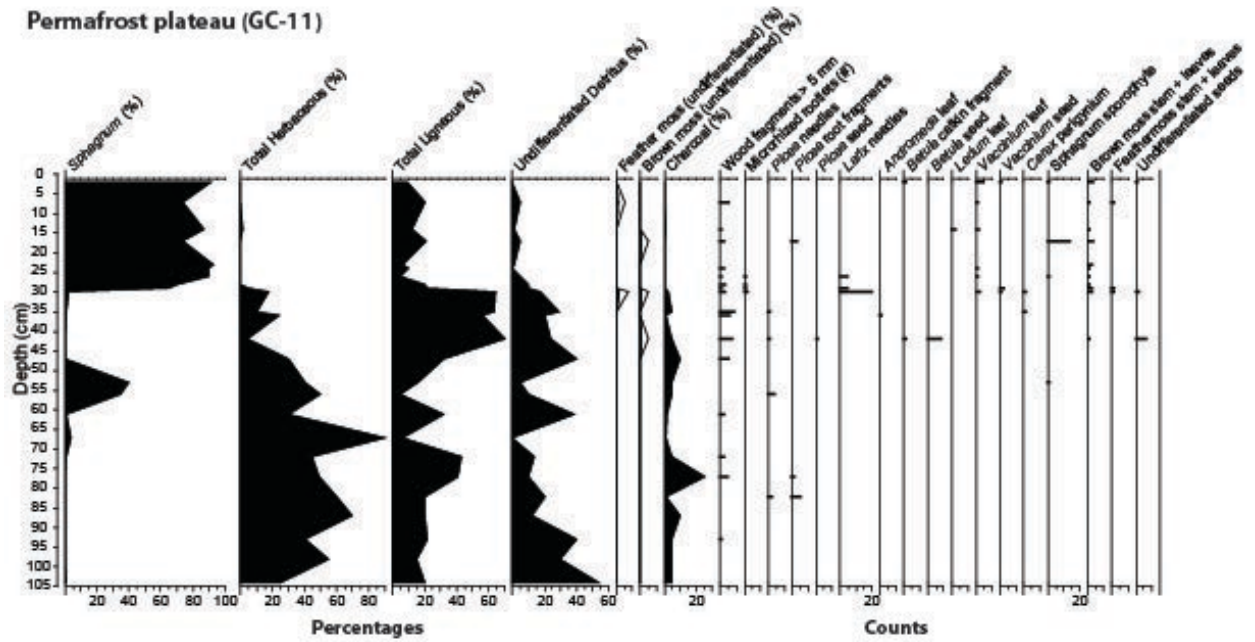 Permafrost plateau (GC-11)
Sphagnum (%)
Total Herbaceous (%)
Total Ligneous (%)
Undifferentiated Detritus (%)
Feather moss (undifferentiated) (%)
Brown moss (undifferentiated) (%)
Charcoal (%)
Wood fragments > 5 mm
Micorrhized rootlets (#)
Picea needles
Picea root fragments
Picea seed
Larix needles
Andromedia leaf
Betula catkin fragment
Betula seed
Ledum leaf
Vaccinium leaf
Vaccinium seed
Carex perigynium
Sphagnum sporophyte
Brown moss stem + leaves
Feathermoss stem + leaves
Undifferentiated seeds
Depth (cm)
0
5
10
15
20
25
30
35
40
45
50
55
60
65
70
75
80
85
90
95
100
105
20 40 60 80 100 20 40 60 80 20 40 60 20 40 60 20 20 20
Percentages Counts